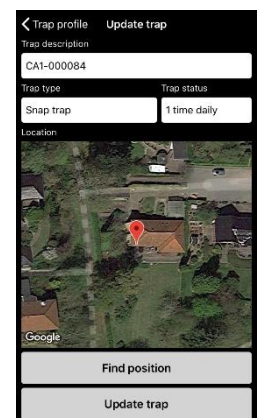 Trap profile Update trap
Trap description
CA1-000084
Trap type Trap status
Snap trap 1 time daily
Location
Google
Find position
Update trap